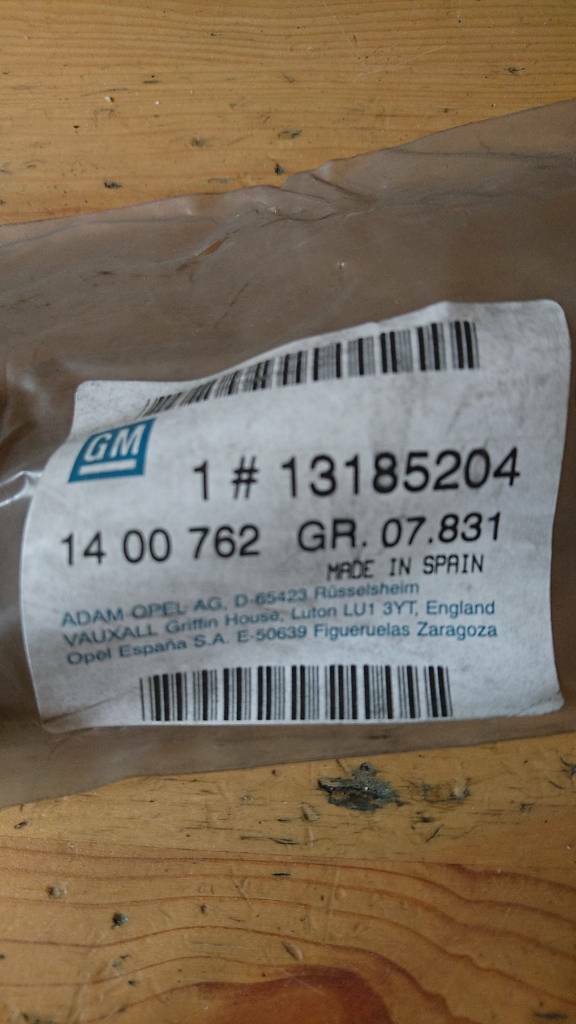 GM
1 # 13185204
14 00 762 GR. 07.831
MADE IN SPAIN
ADAM OPEL AG, D-65423 Rüsselsheim
VAUXALL Griffin House, Luton LU1 3YT, England
Opel España S.A. E-50639 Figueruelas Zaragoza